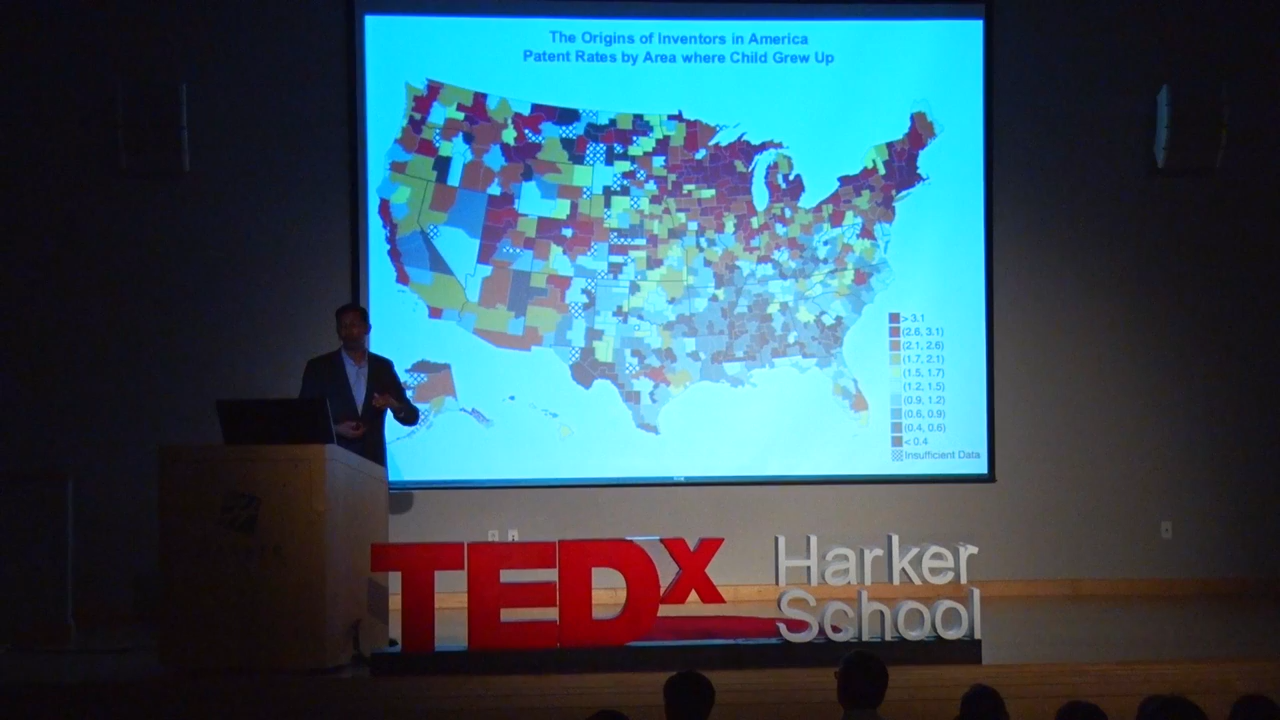 The Origins of Inventors in America
Patent Rates by Area where Child Grew Up
> 3.1
(2.6, 3.1)
(2.1, 2.6)
(1.7, 2.1)
(1.5, 1.7)
(1.2, 1.5)
(0.9, 1.2)
(0.6, 0.9)
(0.4, 0.6)
< 0.4
Insufficient Data
TEDx
Harker
School